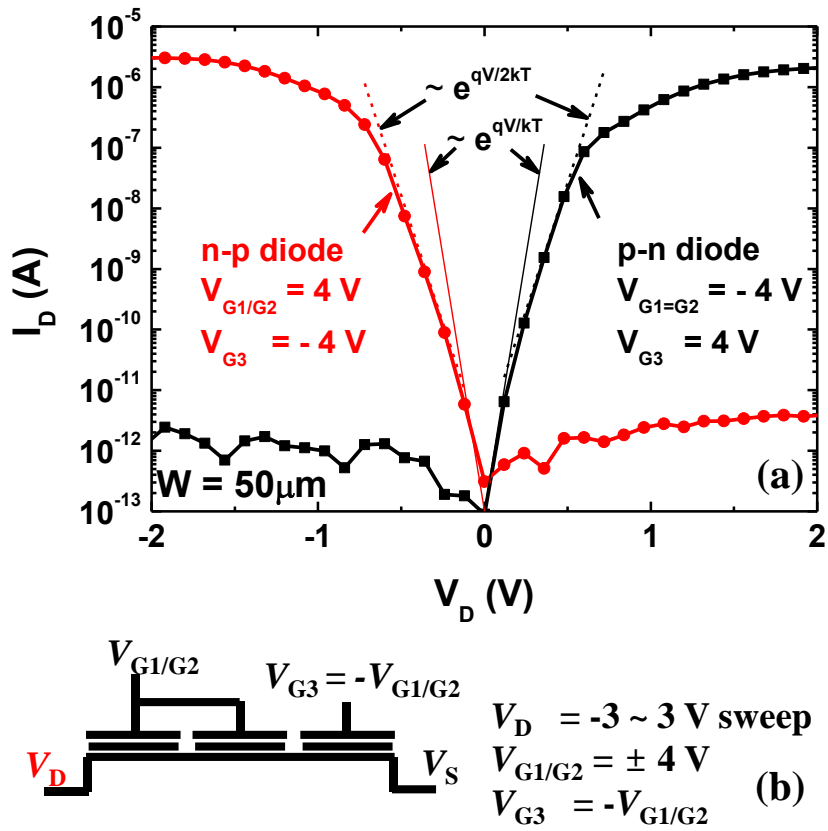 10⁻⁵
10⁻⁶
10⁻⁷
10⁻⁸
10⁻⁹
10⁻¹⁰
10⁻¹¹
10⁻¹²
10⁻¹³
I_D (A)
~ e^qV/2kT
~ e^qV/kT
n-p diode
V_G1/G2 = 4 V
V_G3 = - 4 V
p-n diode
V_G1=G2 = - 4 V
V_G3 = 4 V
W = 50μm
(a)
-2 -1 0 1 2
V_D (V)
V_G1/G2
V_G3 = -V_G1/G2
V_D
V_S
V_D = -3 ~ 3 V sweep
V_G1/G2 = ± 4 V
V_G3 = -V_G1/G2
(b)